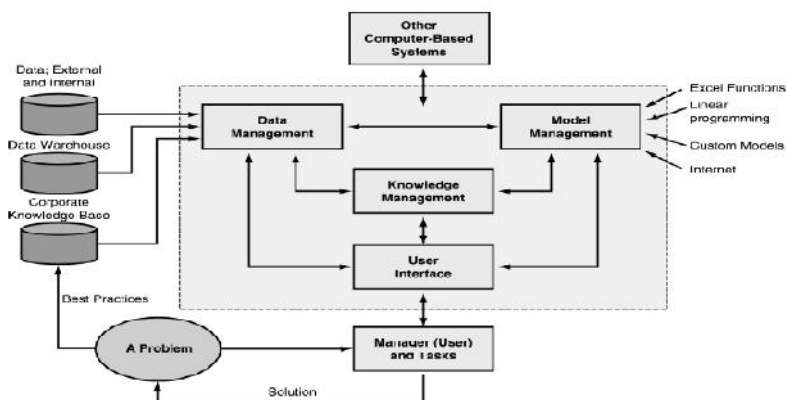 Other
Computer-Based
Systems
Data; External
and Internal
Data
Management
Model
Management
Excel Functions
Linear
programming
Custom Models
Internet
Data Warehouse
Knowledge
Management
Corporate
Knowledge Base
User
Interface
Best Practices
A Problem
Manager (User)
and Tasks
Solution